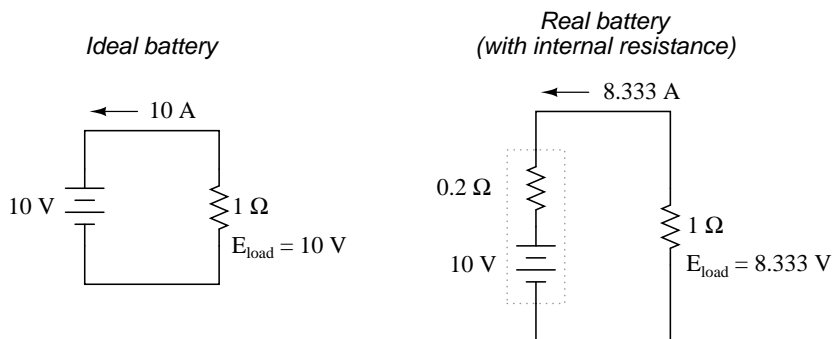 Ideal battery
10 A
10 V
1 Ω
E_load = 10 V
Real battery
(with internal resistance)
8.333 A
0.2 Ω
10 V
1 Ω
E_load = 8.333 V